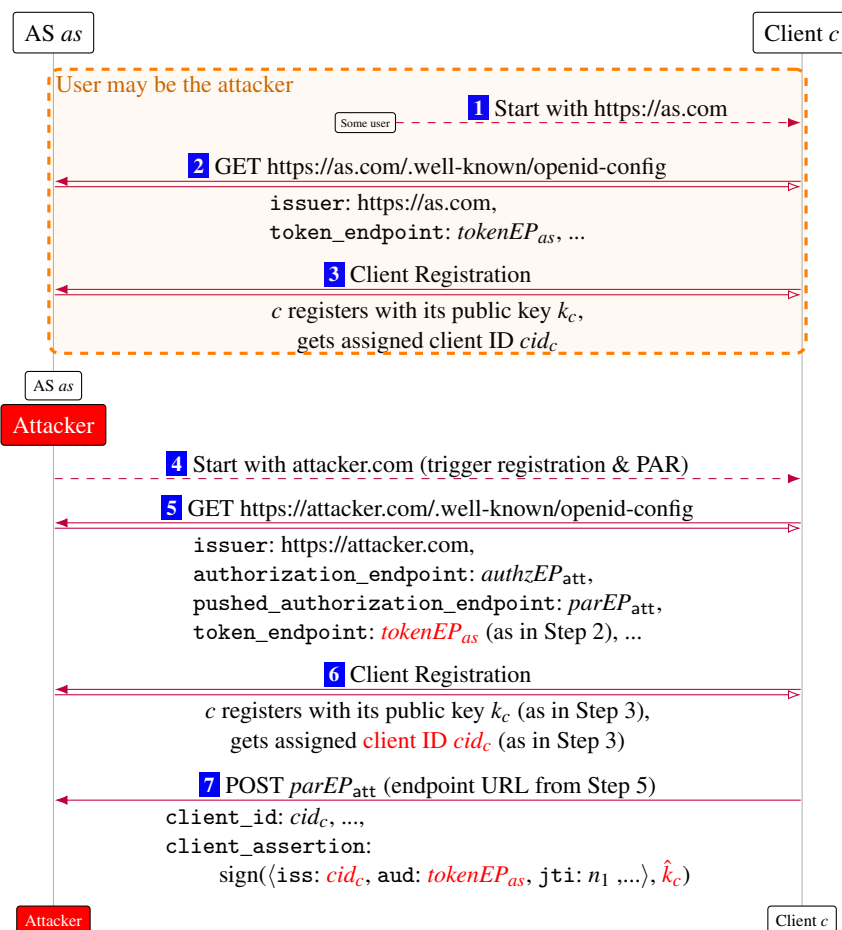 AS as
Client c
User may be the attacker
1 Start with https://as.com
Some user
2 GET https://as.com/.well-known/openid-config
issuer: https://as.com,
token_endpoint: tokenEPas, ...
3 Client Registration
c registers with its public key kc,
gets assigned client ID cidc
AS as
Attacker
4 Start with attacker.com (trigger registration & PAR)
5 GET https://attacker.com/.well-known/openid-config
issuer: https://attacker.com,
authorization_endpoint: authzEPatt,
pushed_authorization_endpoint: parEPatt,
token_endpoint: tokenEPas (as in Step 2), ...
6 Client Registration
c registers with its public key kc (as in Step 3),
gets assigned client ID cidc (as in Step 3)
7 POST parEPatt (endpoint URL from Step 5)
client_id: cidc, ...,
client_assertion:
sign(⟨iss: cidc, aud: tokenEPas, jti: n1 ,...⟩, k̂c)
Attacker
Client c